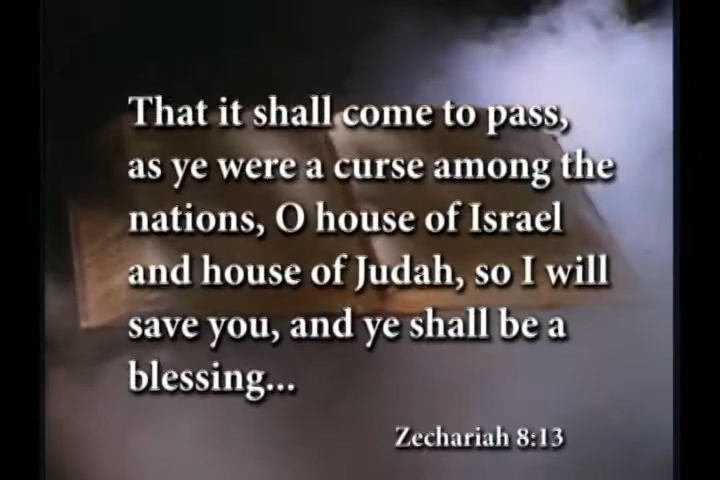 That it shall come to pass,
as ye were a curse among the
nations, O house of Israel
and house of Judah, so I will
save you, and ye shall be a
blessing...
Zechariah 8:13